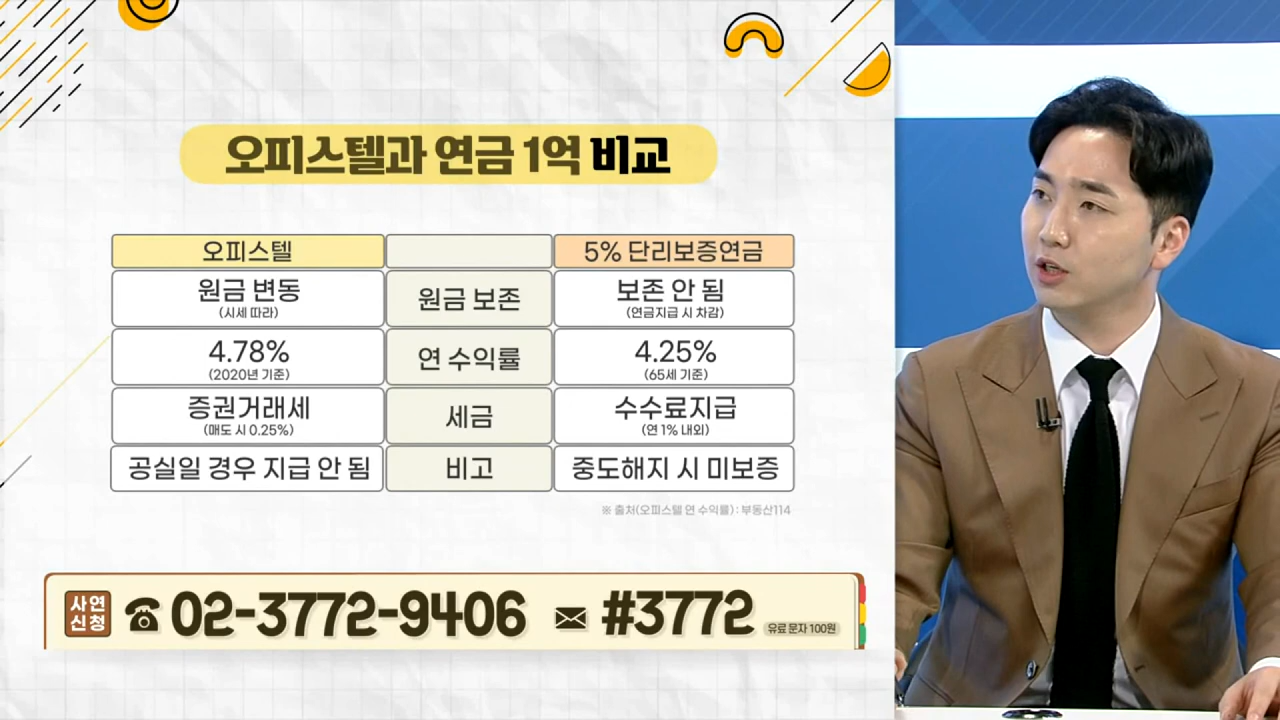 오피스텔과 연금 1억 비교
오피스텔
5% 단리보증연금
원금 변동
(시세 따라)
원금 보존
보존 안 됨
(연금지급 시 차감)
4.78%
(2020년 기준)
연 수익률
4.25%
(65세 기준)
증권거래세
(매도 시 0.25%)
세금
수수료지급
(연 1% 내외)
공실일 경우 지급 안 됨
비고
중도해지 시 미보증
※ 출처(오피스텔 연 수익률) : 부동산114
사연
신청
02-3772-9406
#3772
유료 문자 100원